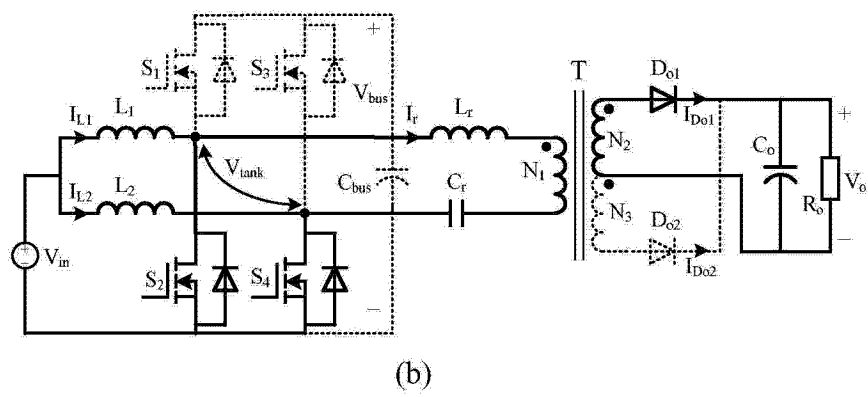 S1
S3
+
Vbus
IL1
L1
Ir
Lr
T
Do1
IDo1
+
Vtank
Cbus
N1
N2
Co
IL2
L2
Cr
N3
Ro
Vo
Vin
S2
S4
Do2
IDo2
−
−
(b)